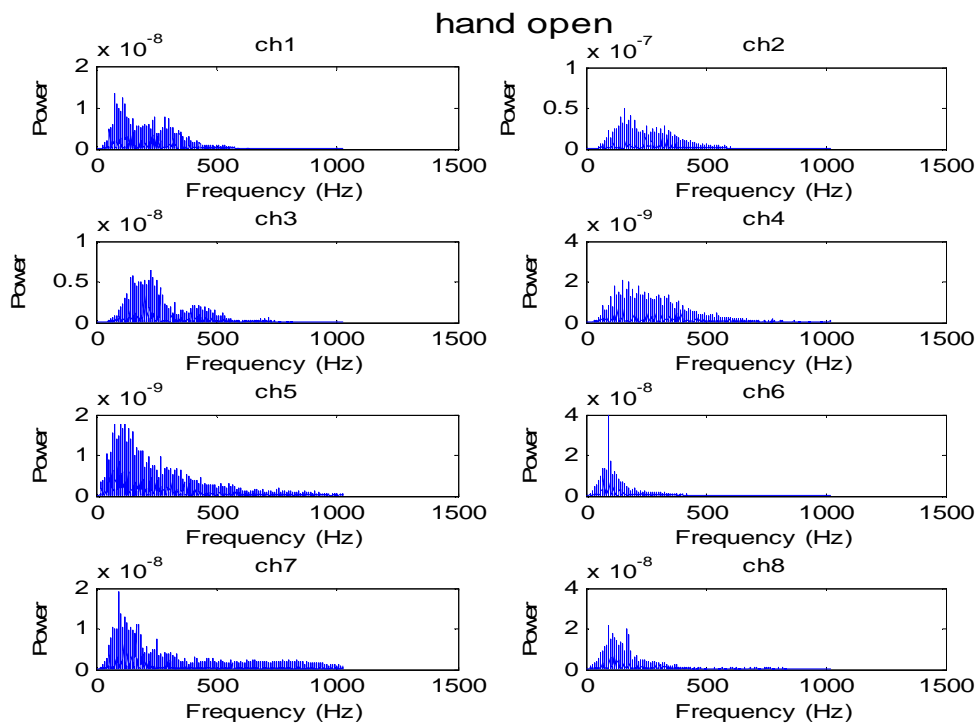 hand open
x 10-8
ch1
2
1
0
Power
0 500 1000 1500
Frequency (Hz)
x 10-7
ch2
1
0.5
0
Power
0 500 1000 1500
Frequency (Hz)
x 10-8
ch3
1
0.5
0
Power
0 500 1000 1500
Frequency (Hz)
x 10-9
ch4
4
2
0
Power
0 500 1000 1500
Frequency (Hz)
x 10-9
ch5
2
1
0
Power
0 500 1000 1500
Frequency (Hz)
x 10-8
ch6
4
2
0
Power
0 500 1000 1500
Frequency (Hz)
x 10-8
ch7
2
1
0
Power
0 500 1000 1500
Frequency (Hz)
x 10-8
ch8
4
2
0
Power
0 500 1000 1500
Frequency (Hz)